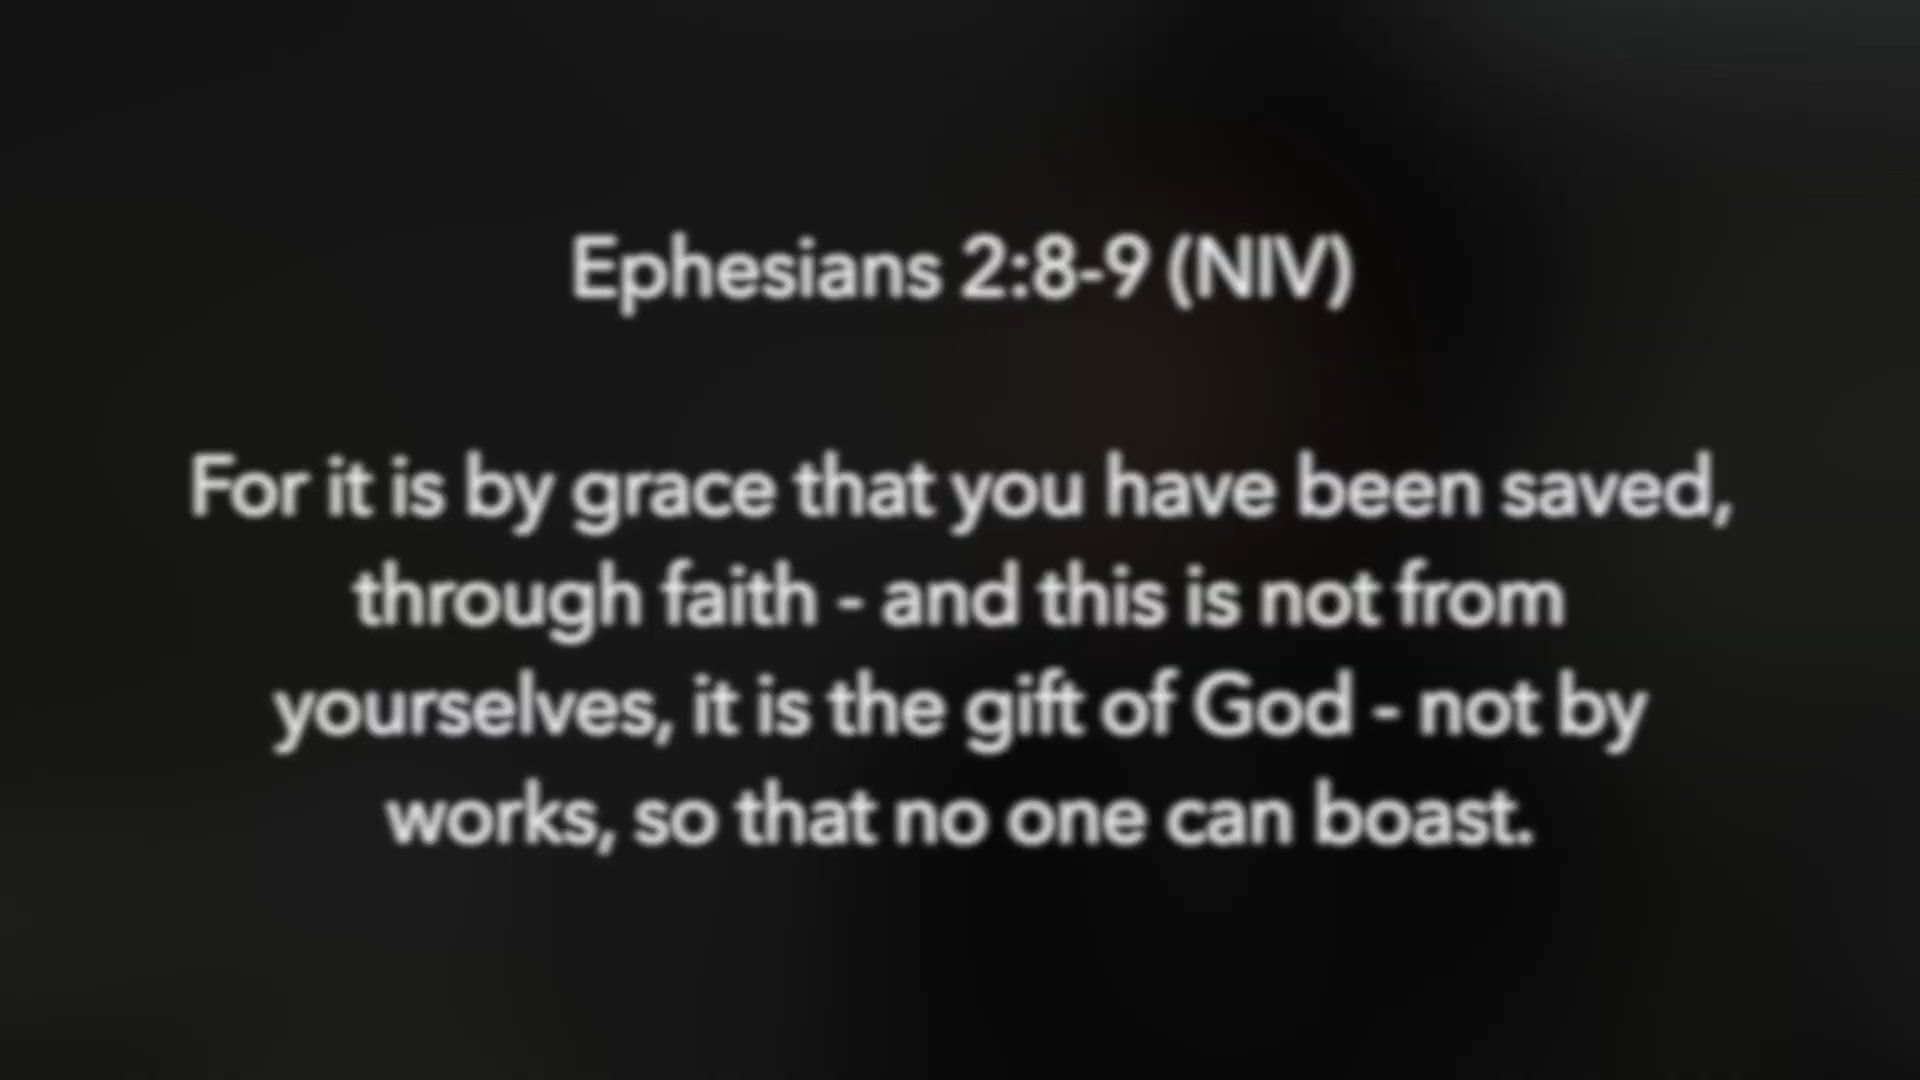 Ephesians 2:8-9 (NIV)
For it is by grace that you have been saved,
through faith - and this is not from
yourselves, it is the gift of God - not by
works, so that no one can boast.